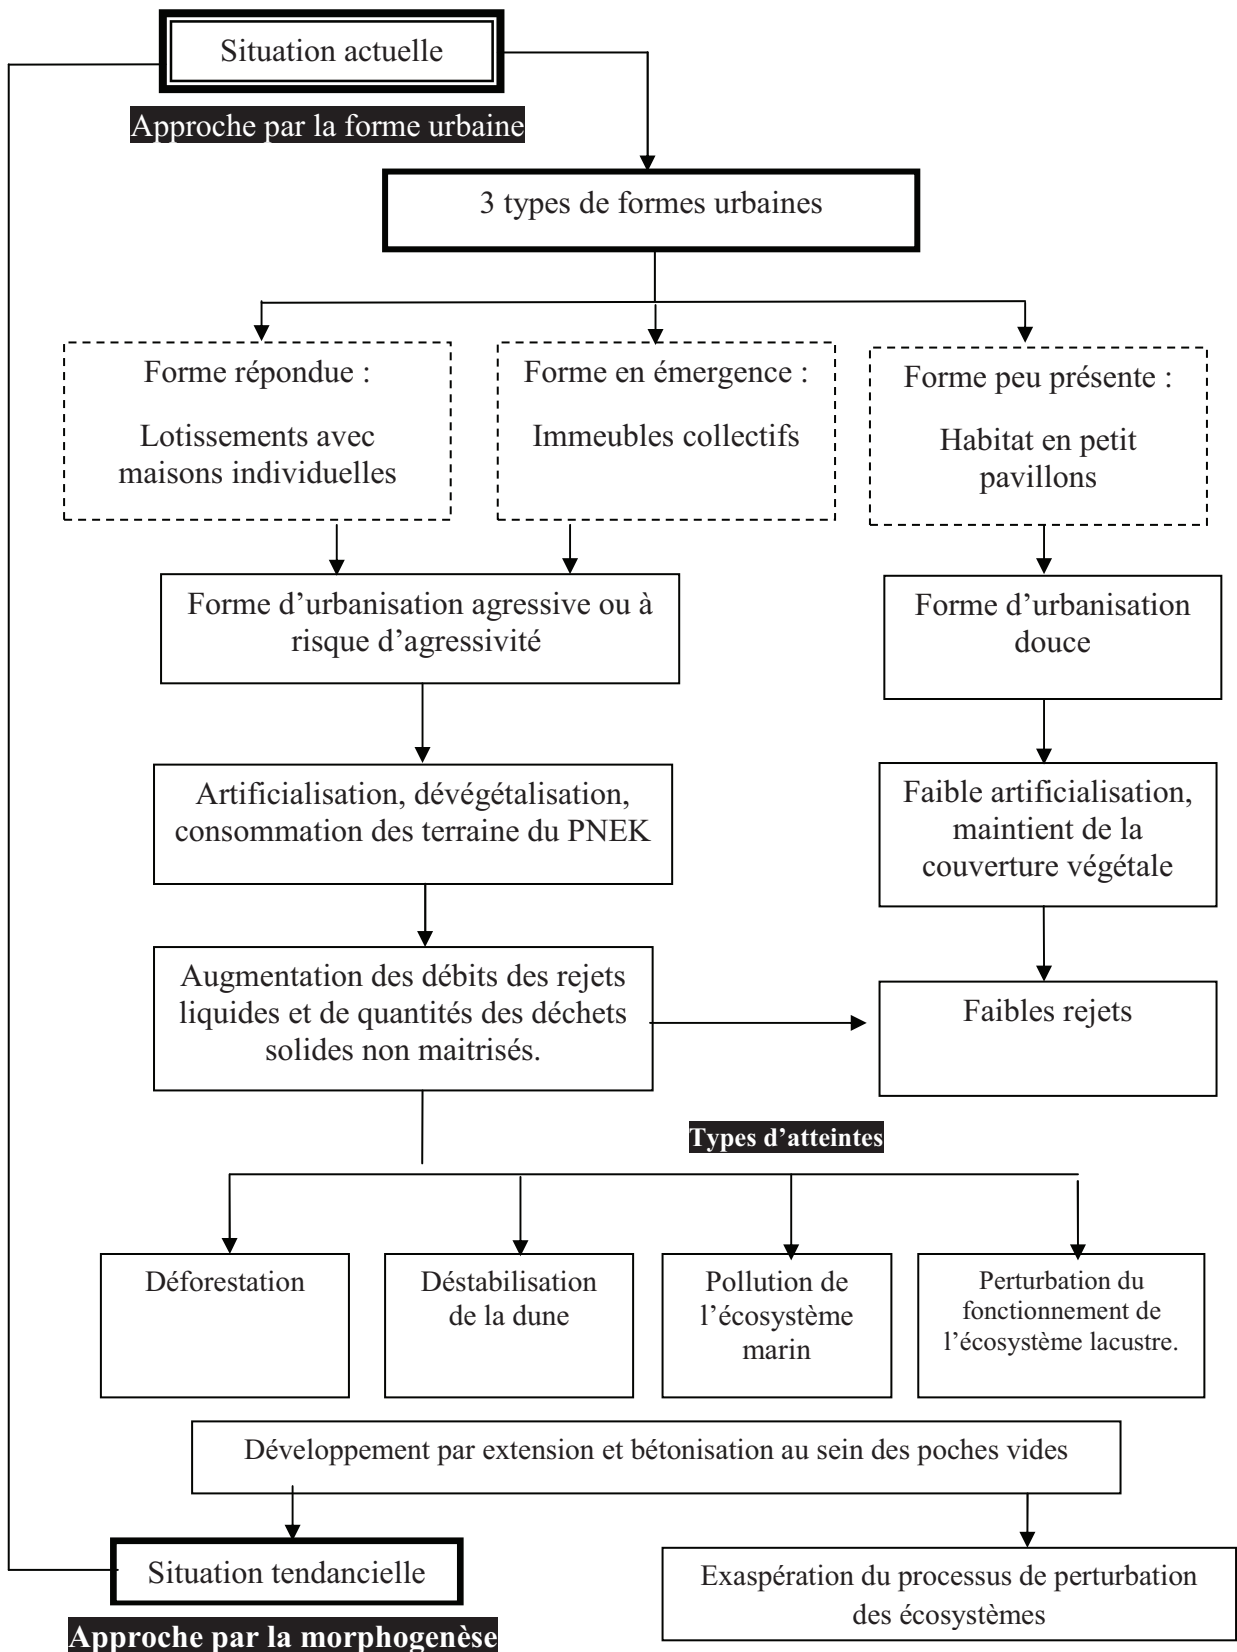 Situation actuelle
Approche par la forme urbaine
3 types de formes urbaines
Forme répondue :
Lotissements avec
maisons individuelles
Forme en émergence :
Immeubles collectifs
Forme peu présente :
Habitat en petit
pavillons
Forme d’urbanisation agressive ou à
risque d’agressivité
Forme d’urbanisation
douce
Artificialisation, dévégétalisation,
consommation des terraine du PNEK
Faible artificialisation,
maintient de la
couverture végétale
Augmentation des débits des rejets
liquides et de quantités des déchets
solides non maitrisés.
Faibles rejets
Types d’atteintes
Déforestation
Déstabilisation
de la dune
Pollution de
l’écosystème
marin
Perturbation du
fonctionnement de
l’écosystème lacustre.
Développement par extension et bétonisation au sein des poches vides
Situation tendancielle
Approche par la morphogenèse
Exaspération du processus de perturbation
des écosystèmes